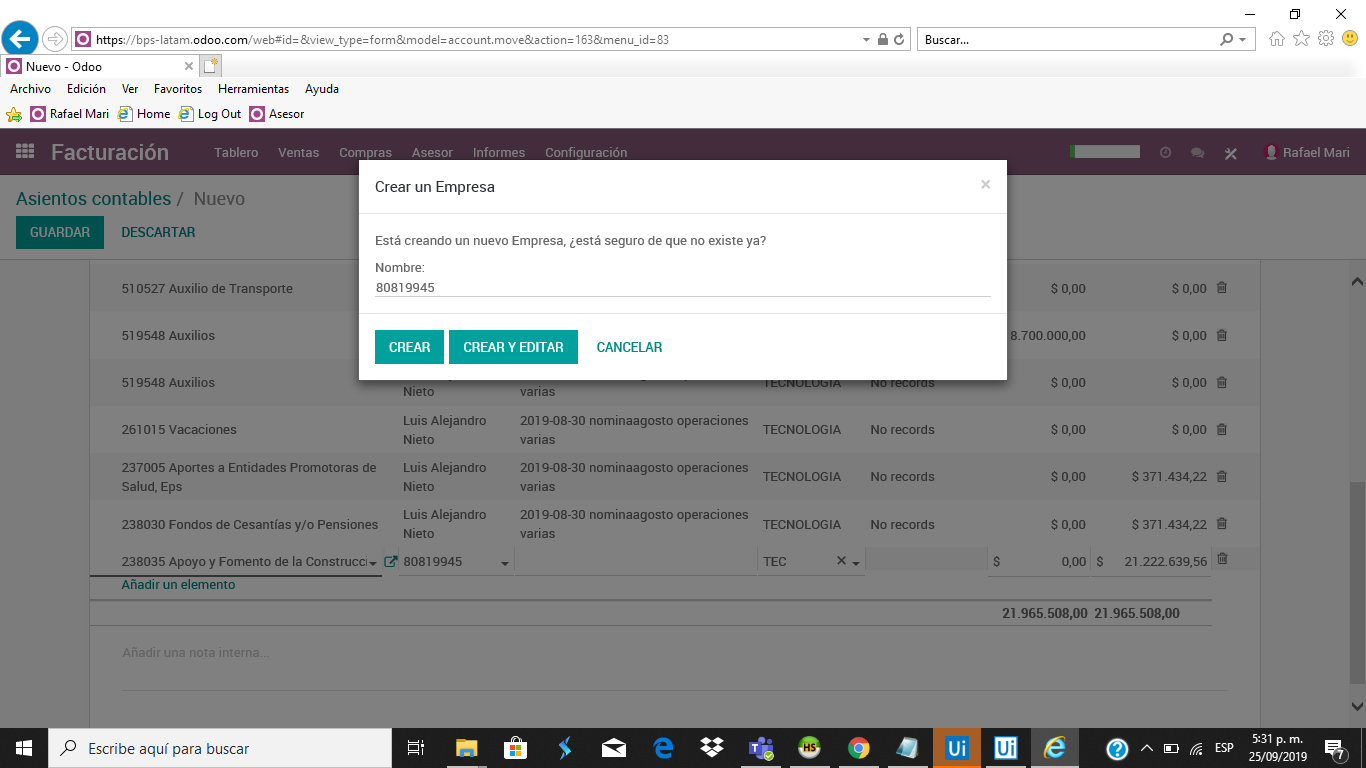 https://bps-latam.odoo.com/web#id=&view_type=form&model=account.move&action=163&menu_id=83
Buscar...
Nuevo - Odoo
Archivo Edición Ver Favoritos Herramientas Ayuda
Rafael Mari Home Log Out Asesor
Facturación Tablero Ventas Compras Asesor Informes Configuración Rafael Mari
Asientos contables / Nuevo
GUARDAR DESCARTAR
Crear un Empresa ×
Está creando un nuevo Empresa, ¿está seguro de que no existe ya?
Nombre:
80819945
CREAR CREAR Y EDITAR CANCELAR
510527 Auxilio de Transporte $ 0,00 $ 0,00
519548 Auxilios 8.700.000,00 $ 0,00
519548 Auxilios TECNOLOGIA No records $ 0,00 $ 0,00
Nieto varias
261015 Vacaciones Luis Alejandro Nieto 2019-08-30 nominaagosto operaciones varias TECNOLOGIA No records $ 0,00 $ 0,00
237005 Aportes a Entidades Promotoras de Salud, Eps Luis Alejandro Nieto 2019-08-30 nominaagosto operaciones varias TECNOLOGIA No records $ 0,00 $ 371.434,22
238030 Fondos de Cesantías y/o Pensiones Luis Alejandro Nieto 2019-08-30 nominaagosto operaciones varias TECNOLOGIA No records $ 0,00 $ 371.434,22
238035 Apoyo y Fomento de la Construcci 80819945 TEC $ 0,00 $ 21.222.639,56
Añadir un elemento
21.965.508,00 21.965.508,00
Añadir una nota interna...
Escribe aquí para buscar
HS
Ui Ui
ESP
5:31 p. m.
25/09/2019
7